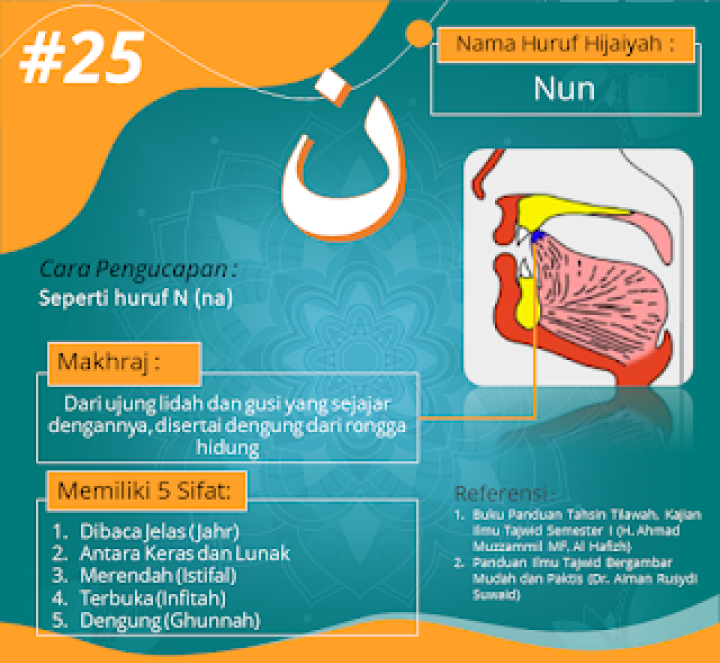 #25
Nama Huruf Hijaiyah :
Nun
ن
Cara Pengucapan :
Seperti huruf N (na)
Makhraj :
Dari ujung lidah dan gusi yang sejajar
dengannya, disertai dengung dari rongga
hidung
Memiliki 5 Sifat:
1. Dibaca Jelas (Jahr)
2. Antara Keras dan Lunak
3. Merendah (Istifal)
4. Terbuka (Infitah)
5. Dengung (Ghunnah)
Referensi:
1. Buku Panduan Tahsin Tilawah, Kajian
Ilmu Tajwid Semester I (H. Ahmad
Muzzammil MF, Al Hafizh)
2. Panduan Ilmu Tajwid Bergambar
Mudah dan Paktis (Dr. Aiman Rusydi
Suwaid)